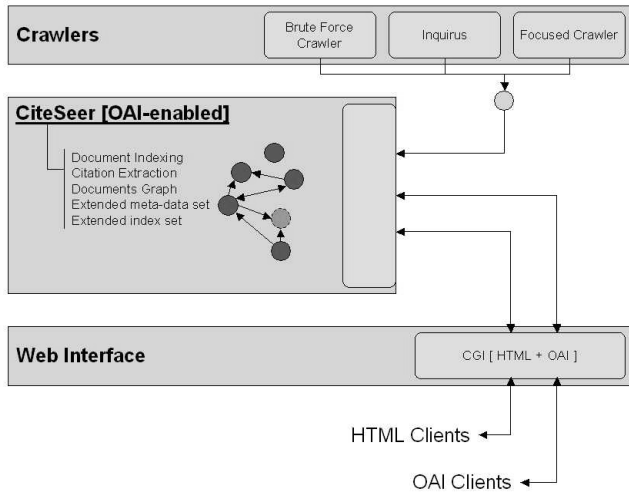 Crawlers
Brute Force
Crawler
Inquirus
Focused Crawler
CiteSeer [OAI-enabled]
Document Indexing
Citation Extraction
Documents Graph
Extended meta-data set
Extended index set
Web Interface
CGI [ HTML + OAI ]
HTML Clients
OAI Clients